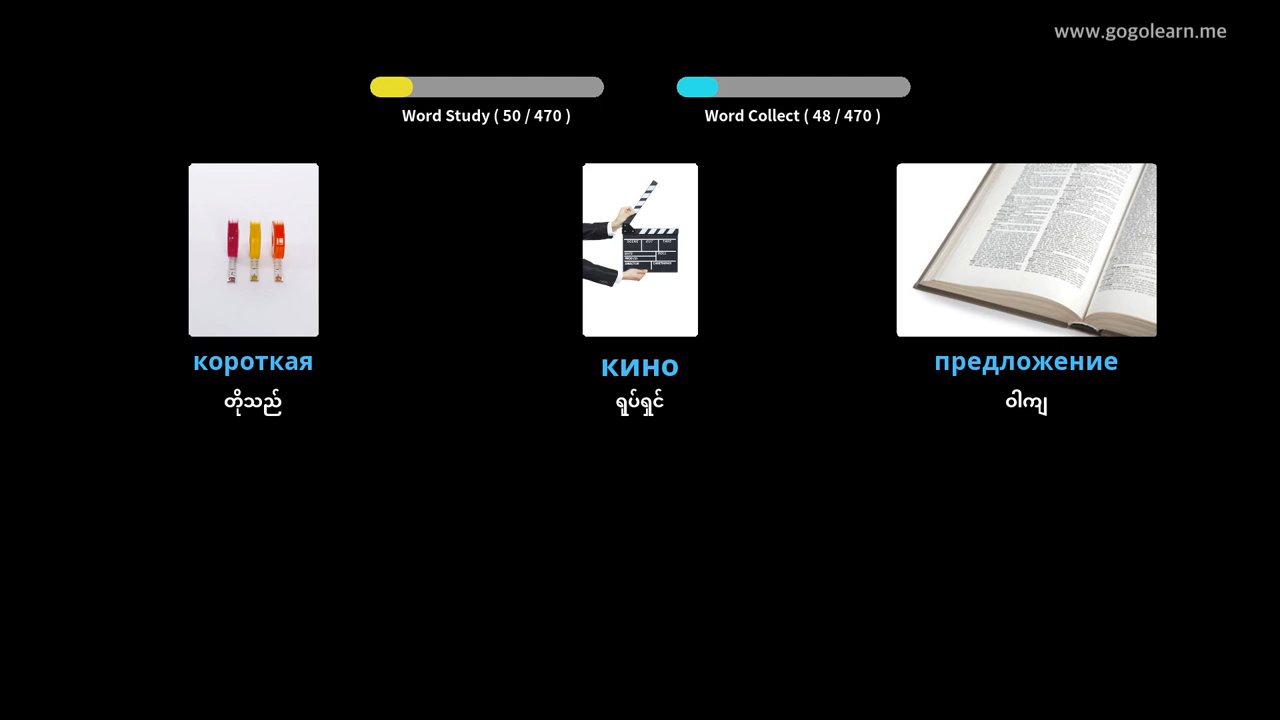 www.gogolearn.me
Word Study ( 50 / 470 )
Word Collect ( 48 / 470 )
короткая
кино
предложение
တိုသည်
ရုပ်ရှင်
ဝါကျ